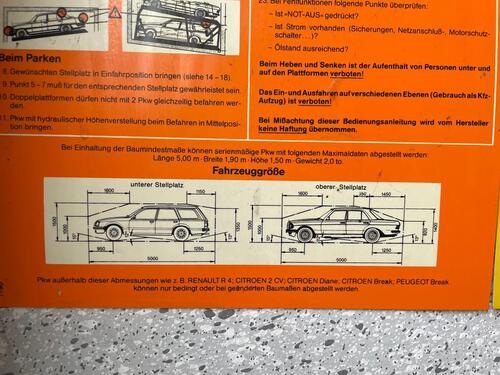 23. Bei Fehlfunktionen folgende Punkte überprüfen:
– Ist »NOT-AUS« gedrückt?
– Ist Strom vorhanden (Sicherungen, Netzanschluß-, Motorschutz-
schalter...)?
– Ölstand ausreichend?
Beim Heben und Senken ist der Aufenthalt von Personen unter und
auf den Plattformen verboten!
Das Ein- und Ausfahren auf verschiedenen Ebenen (Gebrauch als Kfz-
Aufzug) ist verboten!
Bei Mißachtung dieser Bedienungsanleitung wird vom Hersteller
keine Haftung übernommen.
Beim Parken
8. Gewünschten Stellplatz in Einfahrposition bringen (siehe 14 – 18).
9. Punkt 5 – 7 muß für den entsprechenden Stellplatz gewährleistet sein.
10. Doppelplattformen dürfen nicht mit 2 Pkw gleichzeitig befahren
werden.
11. Pkw mit hydraulischer Höhenverstellung beim Befahren in Mittelposi-
tion bringen.
Bei Einhaltung der Baumindestmaße können serienmäßige Pkw mit folgenden Maximaldaten abgestellt werden:
Länge 5,00 m · Breite 1,90 m · Höhe 1,50 m · Gewicht 2,0 to.
Fahrzeuggröße
unterer Stellplatz
1600 1150
1500
950 1250
5000
oberer Stellplatz
1600 1450
1500
950 1250
5000
Pkw außerhalb dieser Abmessungen wie z. B. RENAULT R 4; CITROEN 2 CV; CITROEN Diane; CITROEN Break; PEUGEOT Break
können nur bedingt oder bei geänderten Baumaßen abgestellt werden.